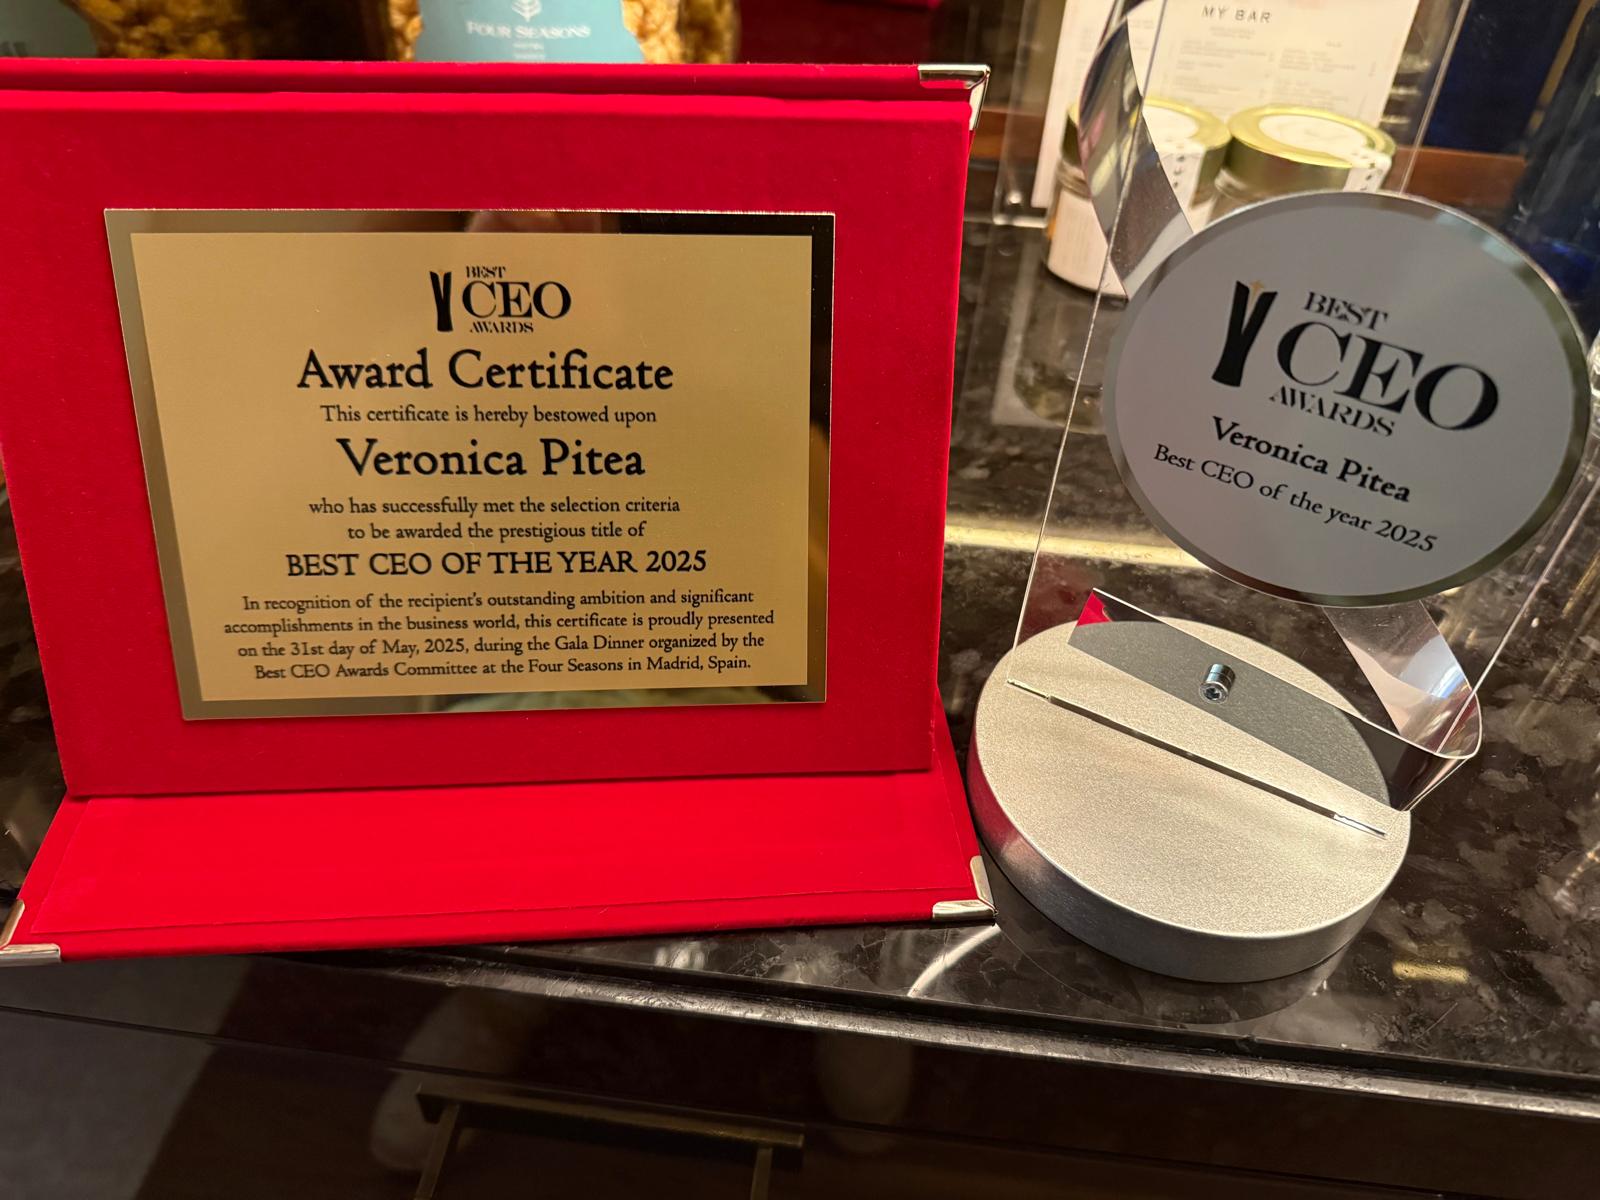 FOUR SEASONS
HOTEL
MY BAR
BEST
CEO
AWARDS
Award Certificate
This certificate is hereby bestowed upon
Veronica Pitea
who has successfully met the selection criteria
to be awarded the prestigious title of
BEST CEO OF THE YEAR 2025
In recognition of the recipient's outstanding ambition and significant
accomplishments in the business world, this certificate is proudly presented
on the 31st day of May, 2025, during the Gala Dinner organized by the
Best CEO Awards Committee at the Four Seasons in Madrid, Spain.
BEST
CEO
AWARDS
Veronica Pitea
Best CEO of the year 2025